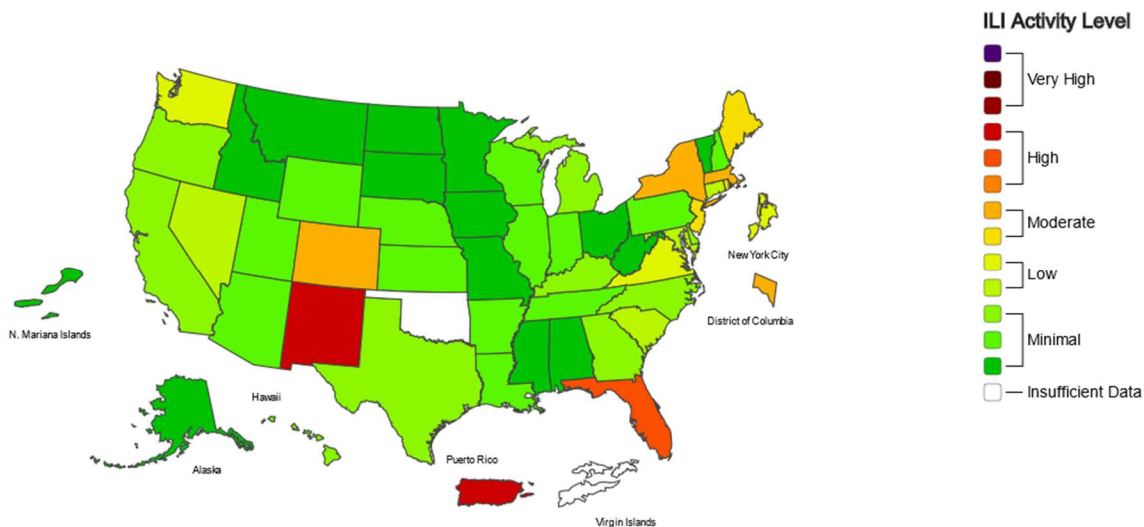 ILI Activity Level
Very High
High
Moderate
Low
Minimal
Insufficient Data
New York City
District of Columbia
N. Mariana Islands
Hawaii
Alaska
Puerto Rico
Virgin Islands